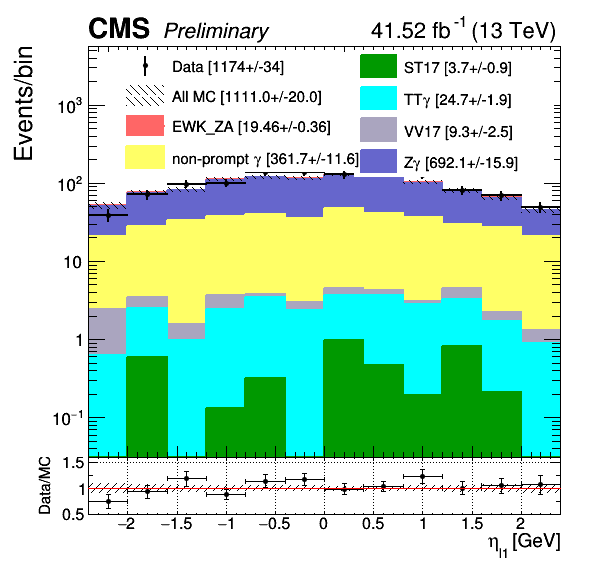 CMS Preliminary 41.52 fb⁻¹ (13 TeV)
Events/bin
Data [1174+/-34]
All MC [1111.0+/-20.0]
EWK_ZA [19.46+/-0.36]
non-prompt γ [361.7+/-11.6]
ST17 [3.7+/-0.9]
TTγ [24.7+/-1.9]
VV17 [9.3+/-2.5]
Zγ [692.1+/-15.9]
10³
10²
10
1
10⁻¹
Data/MC
1.5
1
0.5
−2 −1.5 −1 −0.5 0 0.5 1 1.5 2
η_l1 [GeV]